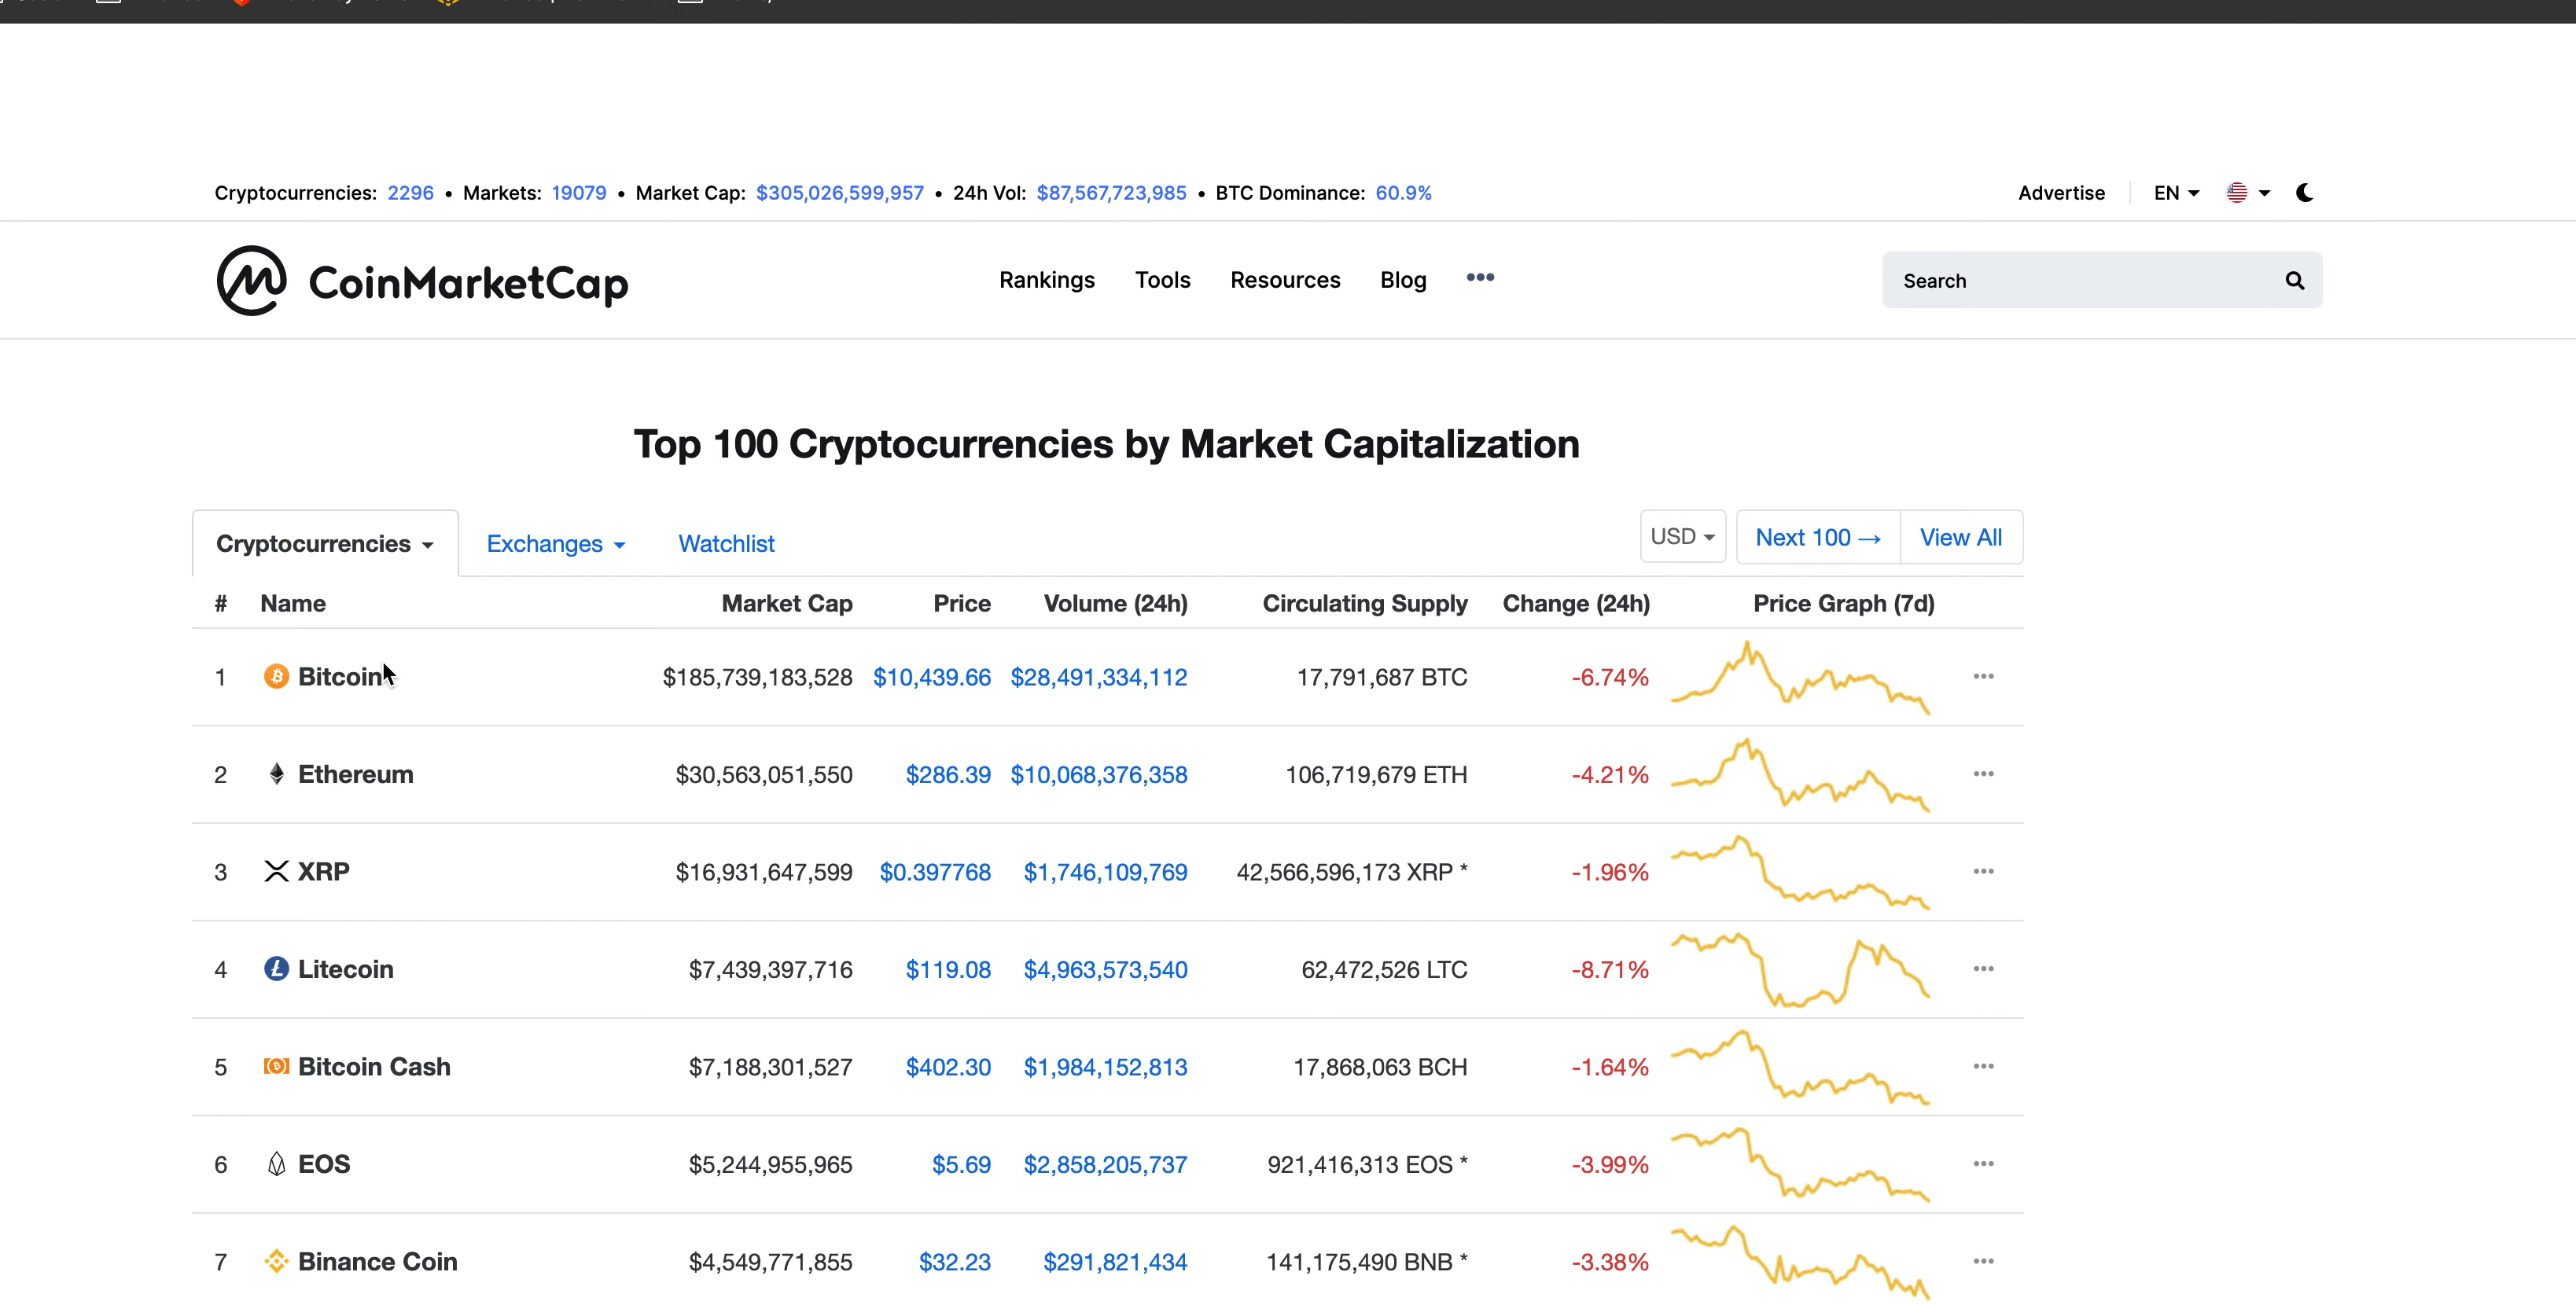 Cryptocurrencies: 2296 • Markets: 19079 • Market Cap: $305,026,599,957 • 24h Vol: $87,567,723,985 • BTC Dominance: 60.9% Advertise EN
CoinMarketCap Rankings Tools Resources Blog ••• Search
Top 100 Cryptocurrencies by Market Capitalization
Cryptocurrencies Exchanges Watchlist USD Next 100 → View All
# Name Market Cap Price Volume (24h) Circulating Supply Change (24h) Price Graph (7d)
1 Bitcoin $185,739,183,528 $10,439.66 $28,491,334,112 17,791,687 BTC -6.74% •••
2 Ethereum $30,563,051,550 $286.39 $10,068,376,358 106,719,679 ETH -4.21% •••
3 XRP $16,931,647,599 $0.397768 $1,746,109,769 42,566,596,173 XRP * -1.96% •••
4 Litecoin $7,439,397,716 $119.08 $4,963,573,540 62,472,526 LTC -8.71% •••
5 Bitcoin Cash $7,188,301,527 $402.30 $1,984,152,813 17,868,063 BCH -1.64% •••
6 EOS $5,244,955,965 $5.69 $2,858,205,737 921,416,313 EOS * -3.99% •••
7 Binance Coin $4,549,771,855 $32.23 $291,821,434 141,175,490 BNB * -3.38% •••